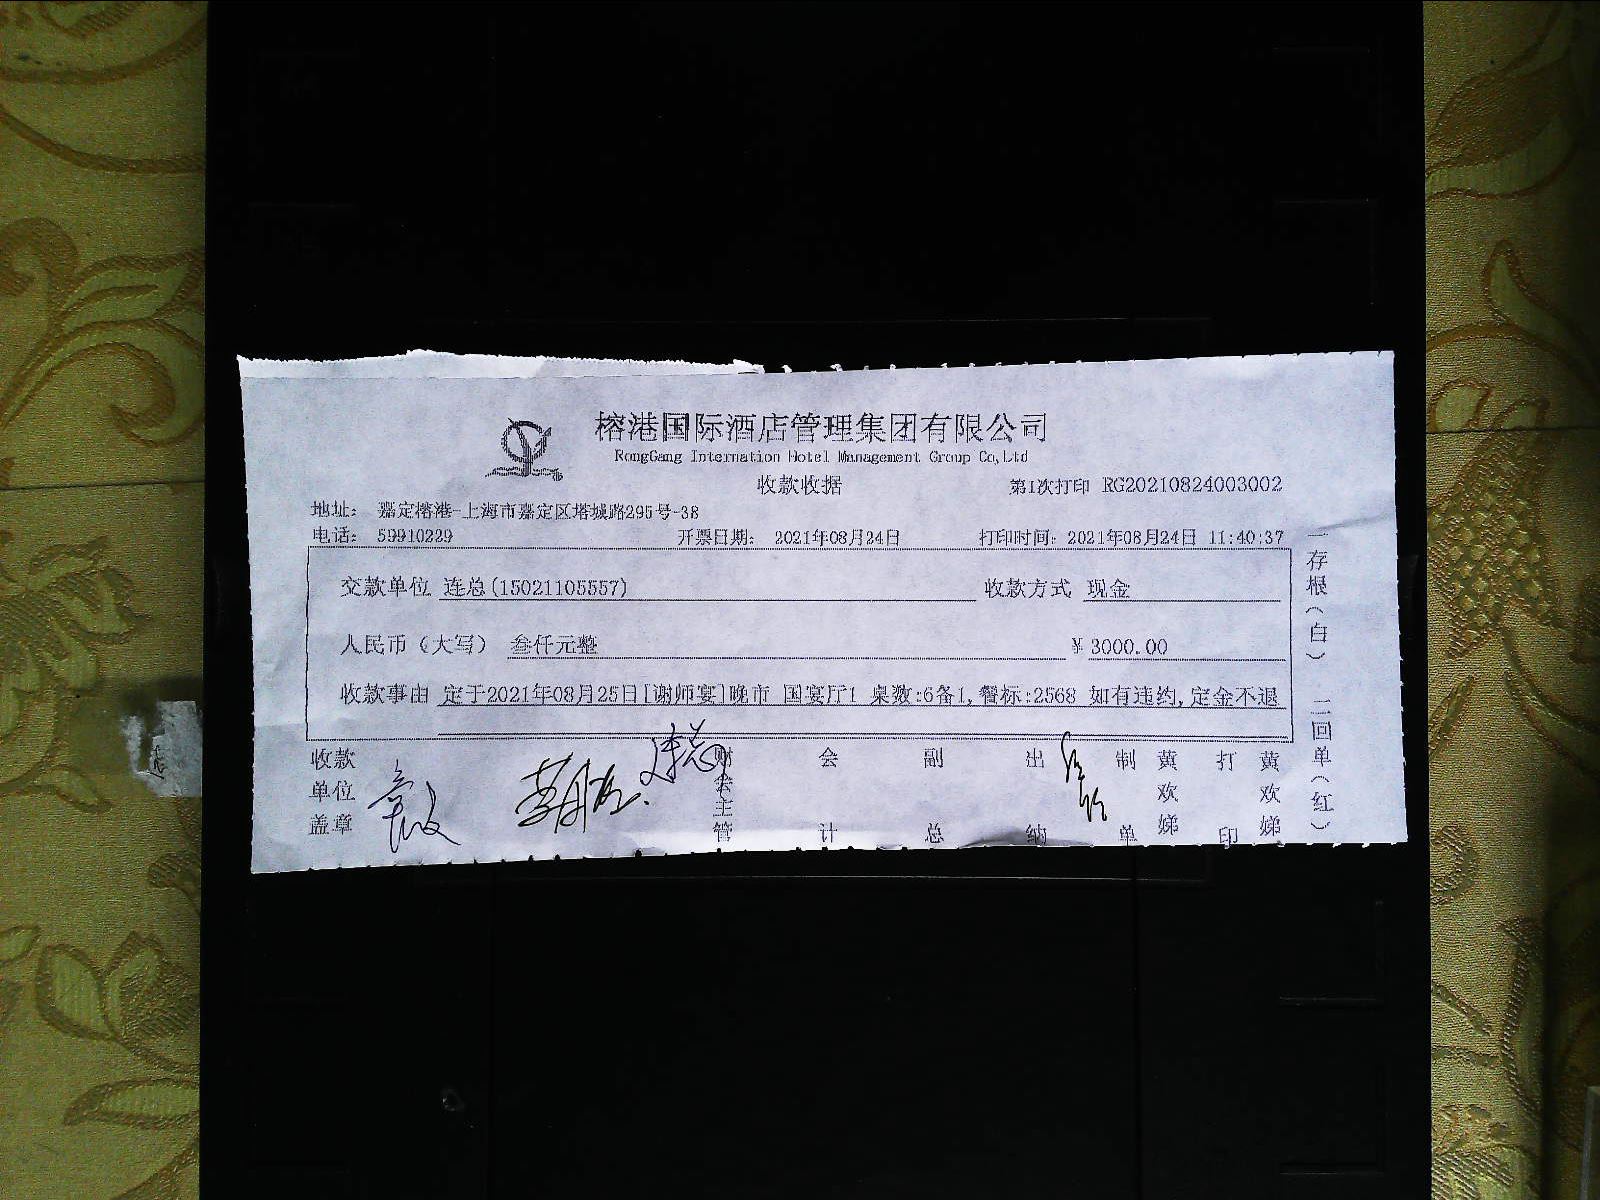 榕港国际酒店管理集团有限公司
RongGang Internation Hotel Management Group Co,Ltd
收款收据
第1次打印 RG20210824003002
地址： 嘉定榕港-上海市嘉定区塔城路295号-38
电话： 59910229 开票日期： 2021年08月24日 打印时间：2021年08月24日 11:40:37
交款单位 连总(15021105557) 收款方式 现金
人民币（大写） 叁仟元整 ¥ 3000.00
收款事由 定于2021年08月25日[谢师宴]晚市 国宴厅1 桌数:6备1,餐标:2568 如有违约,定金不退
收款单位盖章 财会主管 会计 副总 出纳 制单 黄欢娣 打印 黄欢娣
一存根（白） 二回单（红）